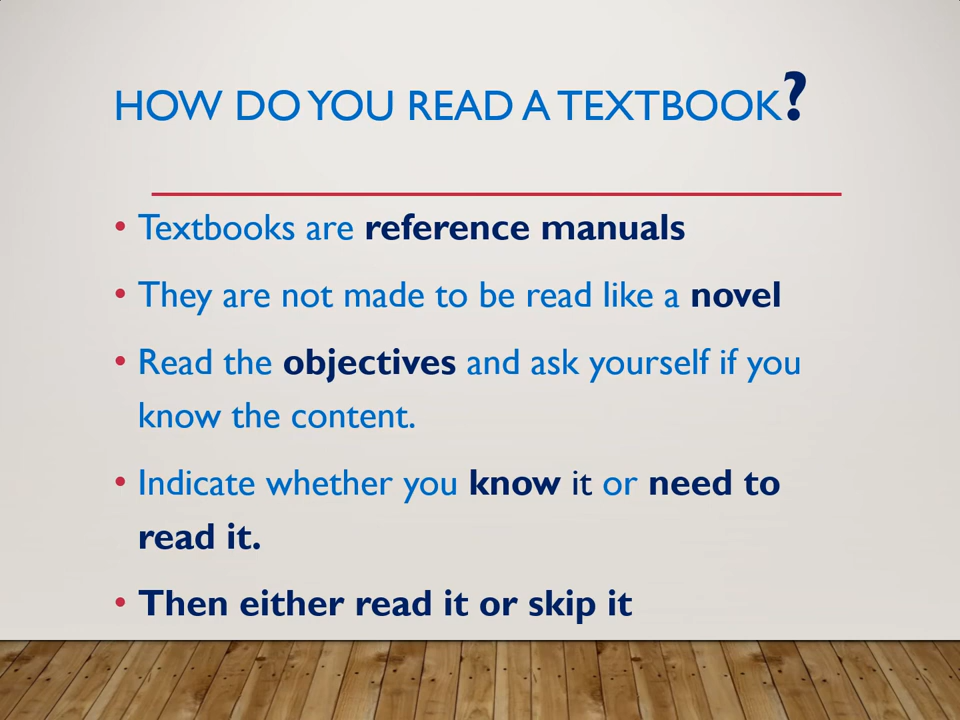 HOW DO YOU READ A TEXTBOOK?
• Textbooks are reference manuals
• They are not made to be read like a novel
• Read the objectives and ask yourself if you
know the content.
• Indicate whether you know it or need to
read it.
• Then either read it or skip it